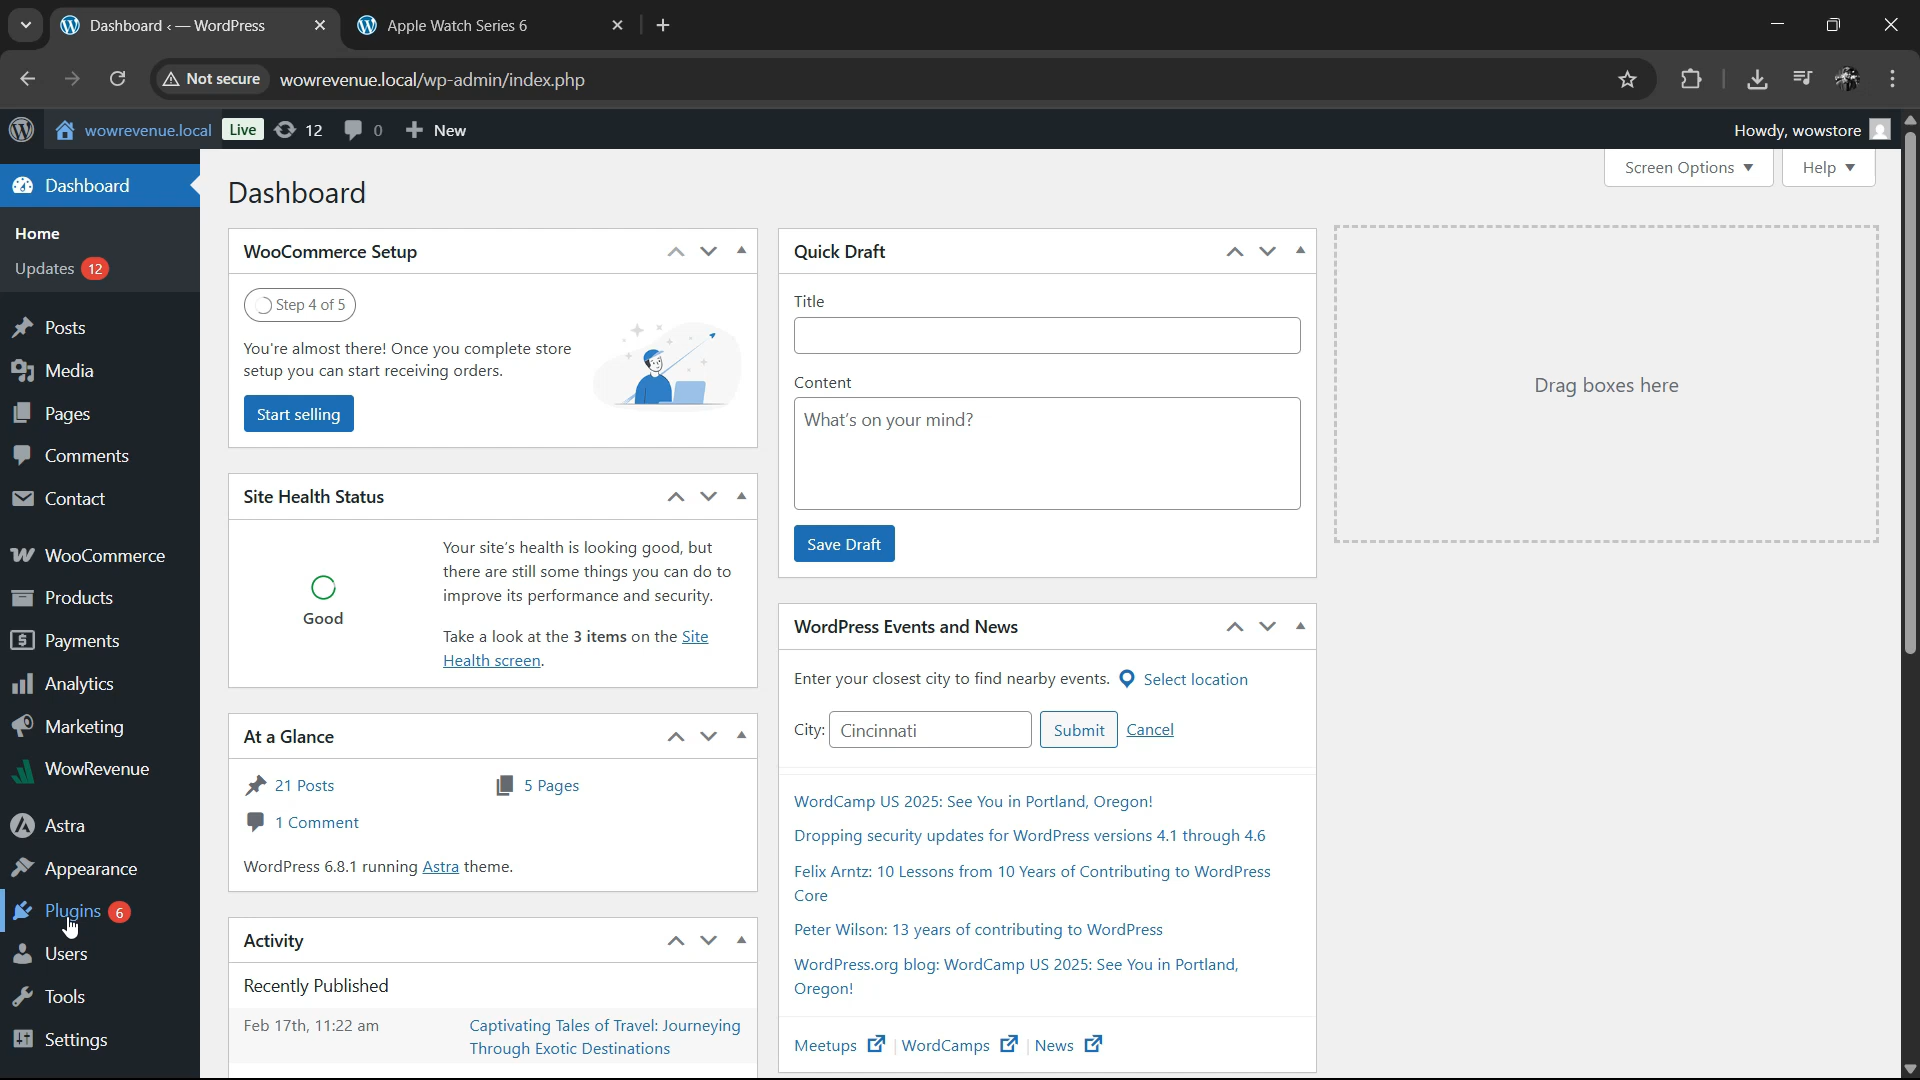 Dashboard ‹ — WordPress
Apple Watch Series 6
Not secure
wowrevenue.local/wp-admin/index.php
wowrevenue.local
Live
12
0
New
Howdy, wowstore
Dashboard
Home
Updates 12
Posts
Media
Pages
Comments
Contact
WooCommerce
Products
Payments
Analytics
Marketing
WowRevenue
Astra
Appearance
Plugins 6
Users
Tools
Settings
Screen Options
Help
Dashboard
WooCommerce Setup
Step 4 of 5
You're almost there! Once you complete store
setup you can start receiving orders.
Start selling
Site Health Status
Good
Your site's health is looking good, but
there are still some things you can do to
improve its performance and security.
Take a look at the 3 items on the Site
Health screen.
At a Glance
21 Posts
5 Pages
1 Comment
WordPress 6.8.1 running Astra theme.
Activity
Recently Published
Feb 17th, 11:22 am
Captivating Tales of Travel: Journeying
Through Exotic Destinations
Quick Draft
Title
Content
What's on your mind?
Save Draft
WordPress Events and News
Enter your closest city to find nearby events.
Select location
City:
Cincinnati
Submit
Cancel
WordCamp US 2025: See You in Portland, Oregon!
Dropping security updates for WordPress versions 4.1 through 4.6
Felix Arntz: 10 Lessons from 10 Years of Contributing to WordPress
Core
Peter Wilson: 13 years of contributing to WordPress
WordPress.org blog: WordCamp US 2025: See You in Portland,
Oregon!
Meetups
WordCamps
News
Drag boxes here